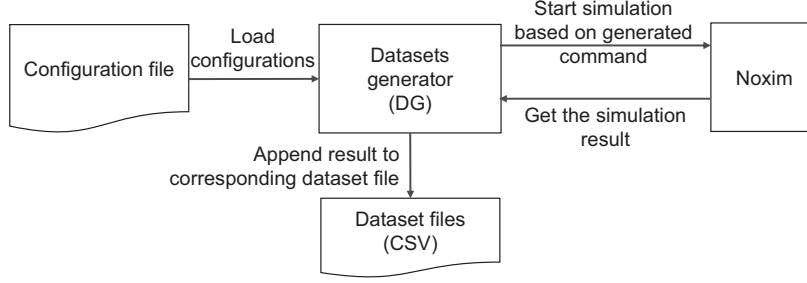 Configuration file
Load
configurations
Datasets
generator
(DG)
Start simulation
based on generated
command
Noxim
Get the simulation
result
Append result to
corresponding dataset file
Dataset files
(CSV)